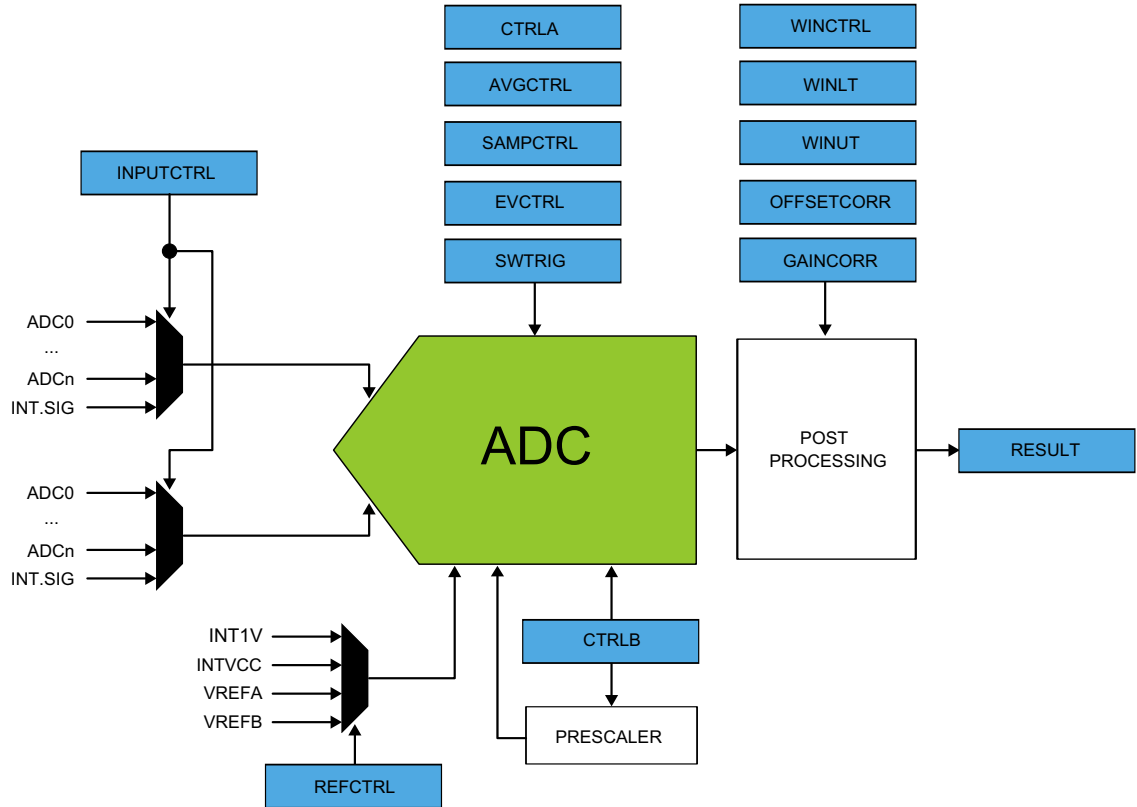 CTRLA
WINCTRL
AVGCTRL
WINLT
SAMPCTRL
WINUT
INPUTCTRL
EVCTRL
OFFSETCORR
SWTRIG
GAINCORR
ADC0
...
ADCn
INT.SIG
ADC
POST
PROCESSING
RESULT
ADC0
...
ADCn
INT.SIG
INT1V
INTVCC
VREFA
VREFB
CTRLB
PRESCALER
REFCTRL